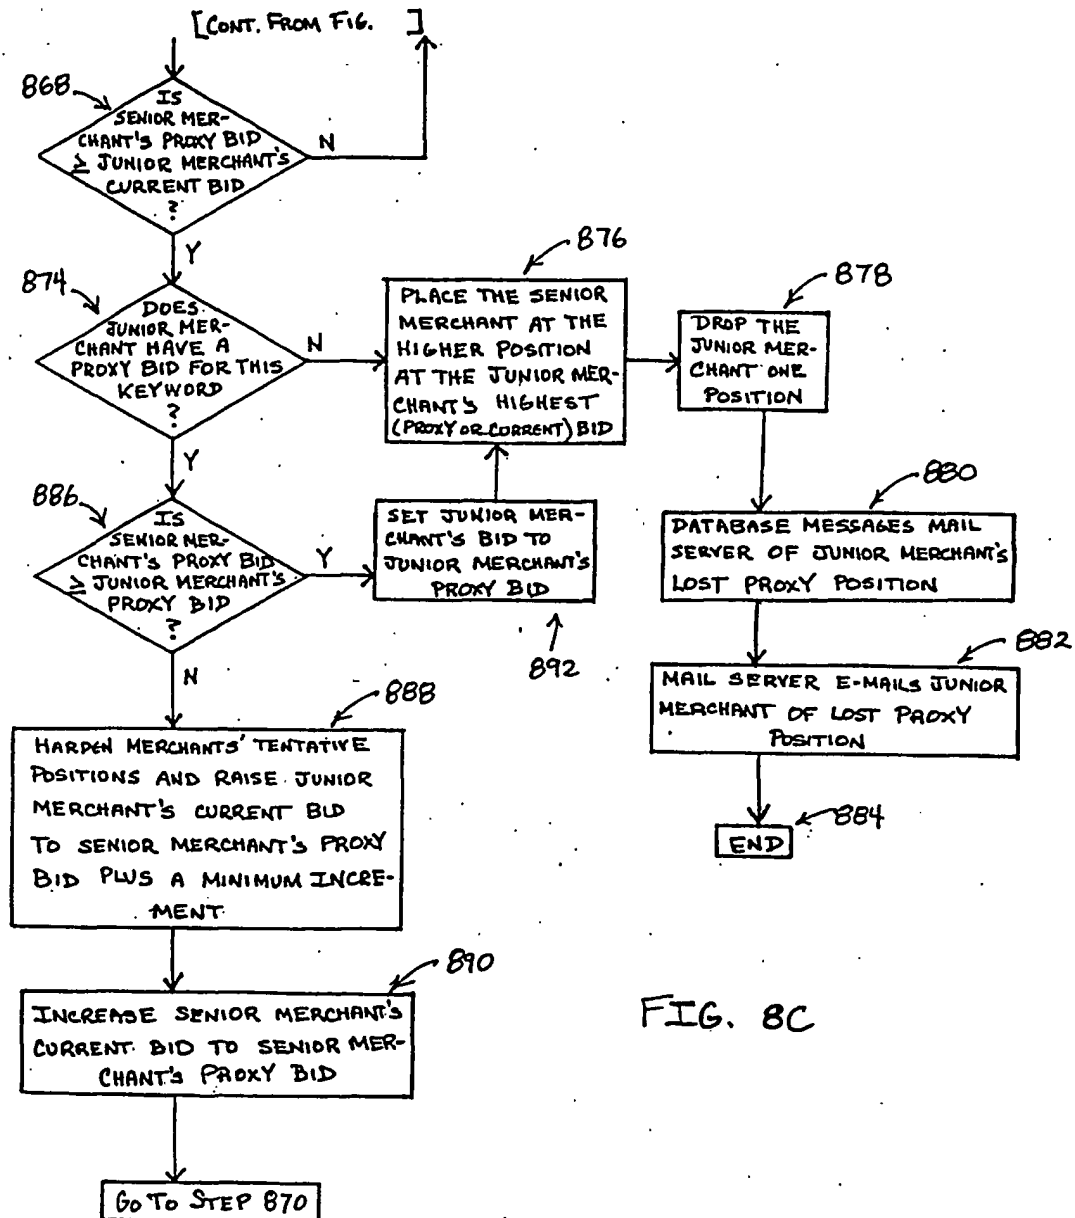 [CONT. FROM FIG. ]
868
IS
SENIOR MER-
CHANT'S PROXY BID
≥ JUNIOR MERCHANT'S
CURRENT BID
?
N
Y
874
DOES
JUNIOR MER-
CHANT HAVE A
PROXY BID FOR THIS
KEYWORD
?
N
Y
876
PLACE THE SENIOR
MERCHANT AT THE
HIGHER POSITION
AT THE JUNIOR MER-
CHANT'S HIGHEST
(PROXY OR CURRENT) BID
878
DROP THE
JUNIOR MER-
CHANT ONE
POSITION
886
IS
SENIOR MER-
CHANT'S PROXY BID
≥ JUNIOR MERCHANT'S
PROXY BID
?
Y
N
SET JUNIOR MER-
CHANT'S BID TO
JUNIOR MERCHANT'S
PROXY BID
892
880
DATABASE MESSAGES MAIL
SERVER OF JUNIOR MERCHANT'S
LOST PROXY POSITION
882
MAIL SERVER E-MAILS JUNIOR
MERCHANT OF LOST PROXY
POSITION
884
END
888
HARDEN MERCHANTS' TENTATIVE
POSITIONS AND RAISE JUNIOR
MERCHANT'S CURRENT BID
TO SENIOR MERCHANT'S PROXY
BID PLUS A MINIMUM INCRE-
MENT
890
INCREASE SENIOR MERCHANT'S
CURRENT BID TO SENIOR MER-
CHANT'S PROXY BID
GO TO STEP 870
FIG. 8C